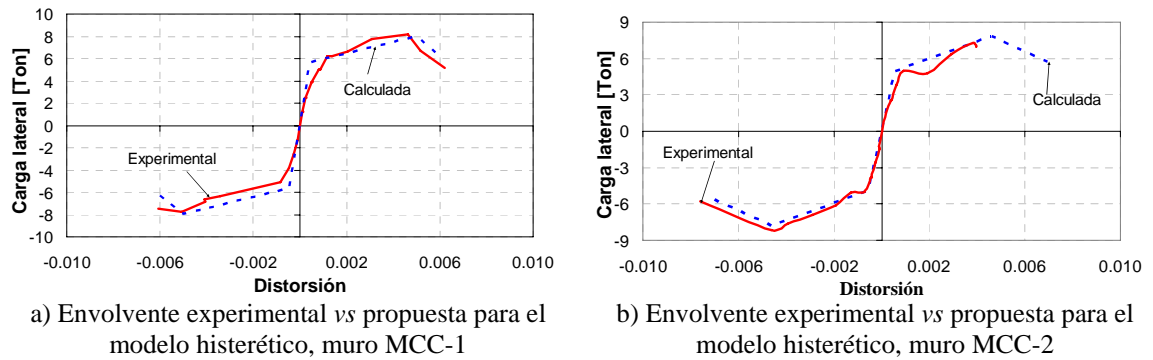 10
8
6
4
2
0
-2
-4
-6
-8
-10
Carga lateral [Ton]
Calculada
Experimental
-0.010 -0.006 -0.002 0.002 0.006 0.010
Distorsión
a) Envolvente experimental vs propuesta para el
modelo histerético, muro MCC-1
9
6
3
0
-3
-6
-9
Carga lateral [Ton]
Calculada
Experimental
-0.010 -0.006 -0.002 0.002 0.006 0.010
Distorsión
b) Envolvente experimental vs propuesta para el
modelo histerético, muro MCC-2